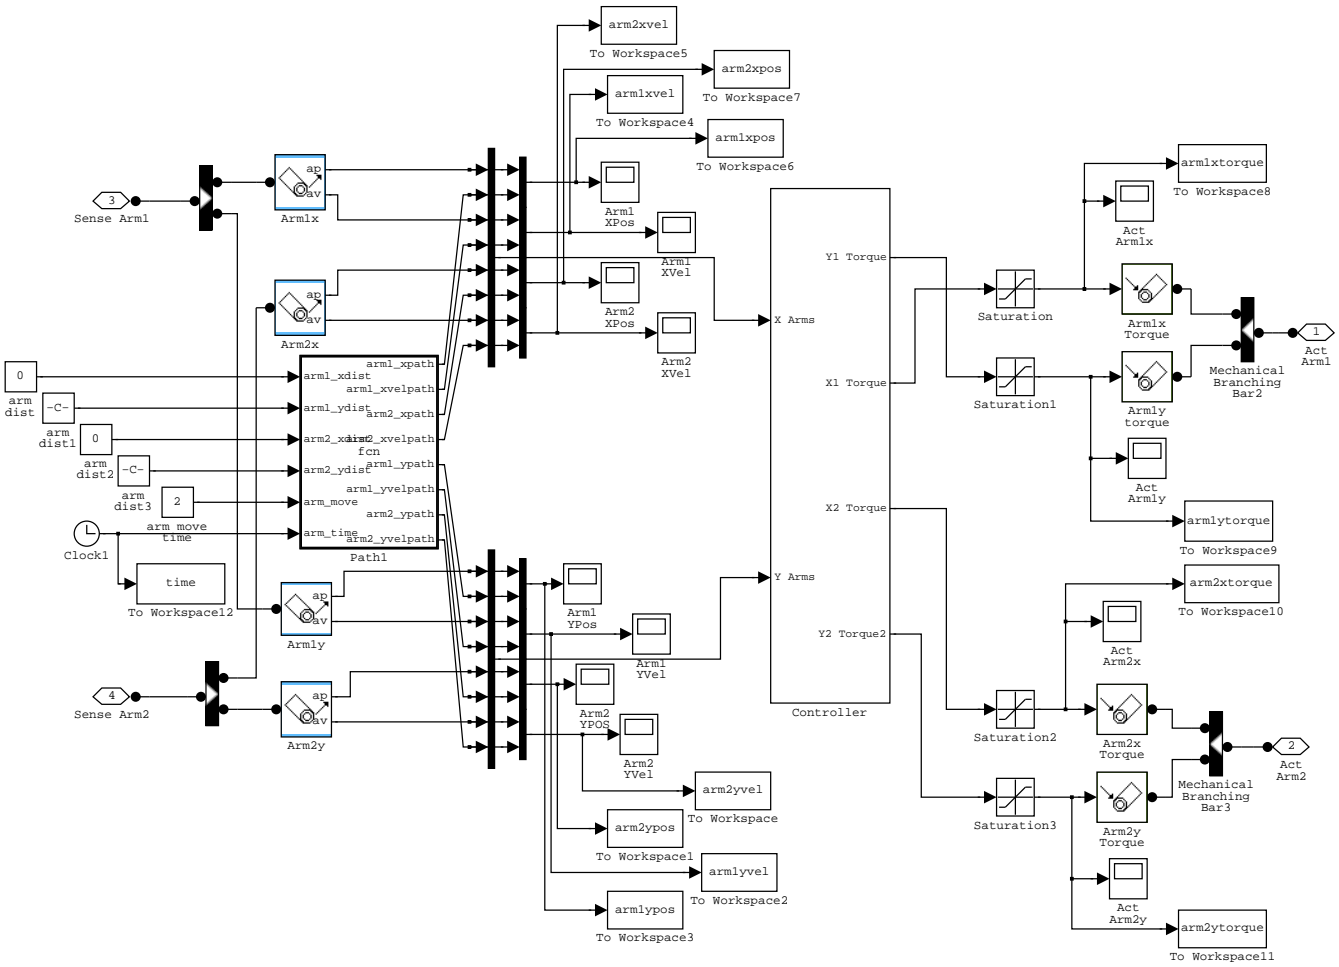 arm2xvel
To Workspace5
arm2xpos
To Workspace7
arm1xvel
To Workspace4
arm1xpos
To Workspace6
arm1xtorque
To Workspace8
3
Sense Arm1
ap
av
Arm1x
Arm1
XPos
Arm1
XVel
Act
Arm1x
ap
av
Arm2x
Arm2
XPos
Arm2
XVel
Y1 Torque
X Arms
X1 Torque
X2 Torque
Y Arms
Y2 Torque2
Controller
Saturation
Arm1x
Torque
Mechanical
Branching
Bar2
1
Act
Arm1
Saturation1
Arm1y
torque
Act
Arm1y
arm1ytorque
To Workspace9
0
arm
dist
-C-
arm
dist1
0
arm
dist2
-C-
arm
dist3
2
arm move
time
Clock1
time
To Workspace12
arm1_xdist
arm1_ydist
arm2_xdist
arm2_ydist
arm_move
arm_time
fcn
arm1_xpath
arm1_xvelpath
arm2_xpath
arm2_xvelpath
arm1_ypath
arm1_yvelpath
arm2_ypath
arm2_yvelpath
Path1
ap
av
Arm1y
Arm1
YPos
Arm1
YVel
4
Sense Arm2
ap
av
Arm2y
Arm2
YPOS
Arm2
YVel
arm2yvel
To Workspace
arm2ypos
To Workspace1
arm1yvel
To Workspace2
arm1ypos
To Workspace3
arm2xtorque
To Workspace10
Act
Arm2x
Saturation2
Arm2x
Torque
Mechanical
Branching
Bar3
2
Act
Arm2
Saturation3
Arm2y
Torque
Act
Arm2y
arm2ytorque
To Workspace11